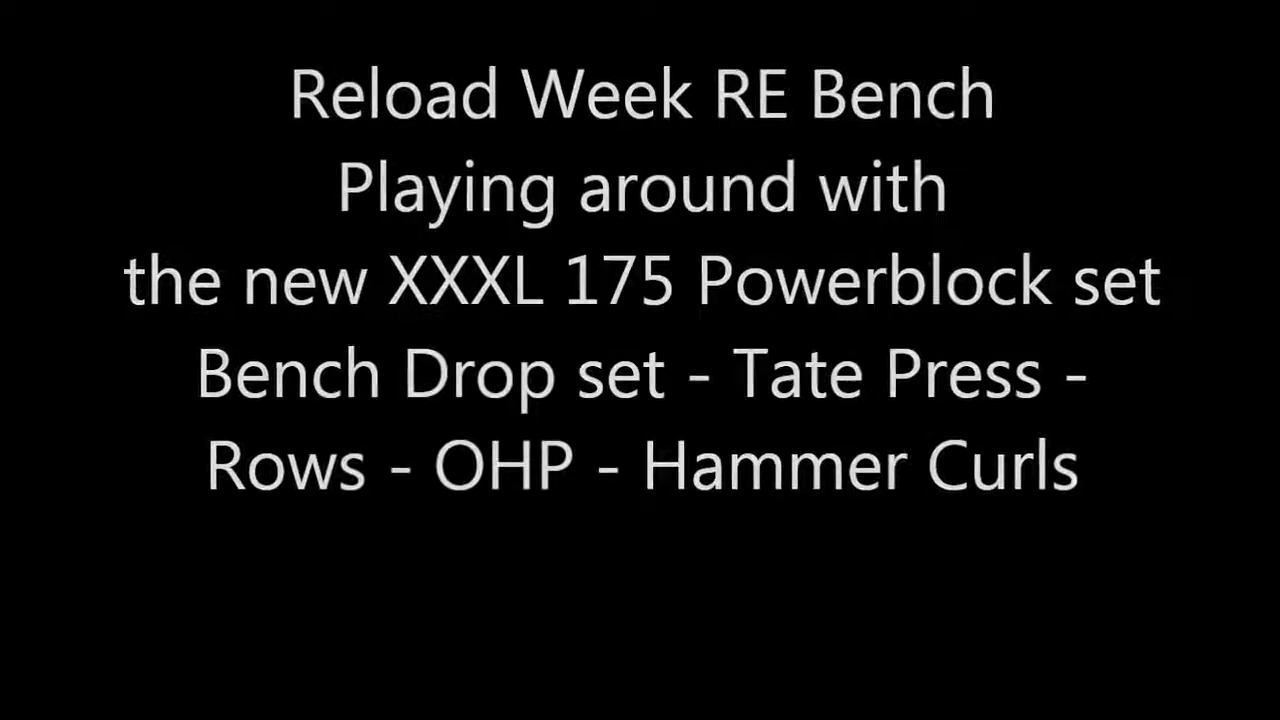 Reload Week RE Bench
Playing around with
the new XXXL 175 Powerblock set
Bench Drop set - Tate Press -
Rows - OHP - Hammer Curls